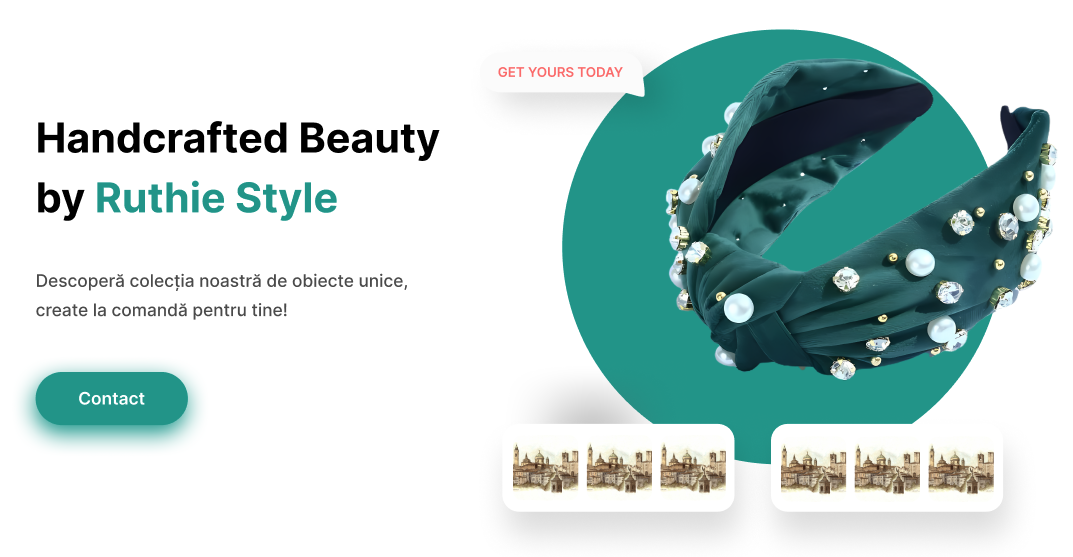 GET YOURS TODAY
Handcrafted Beauty
by Ruthie Style
Descoperă colecția noastră de obiecte unice,
create la comandă pentru tine!
Contact